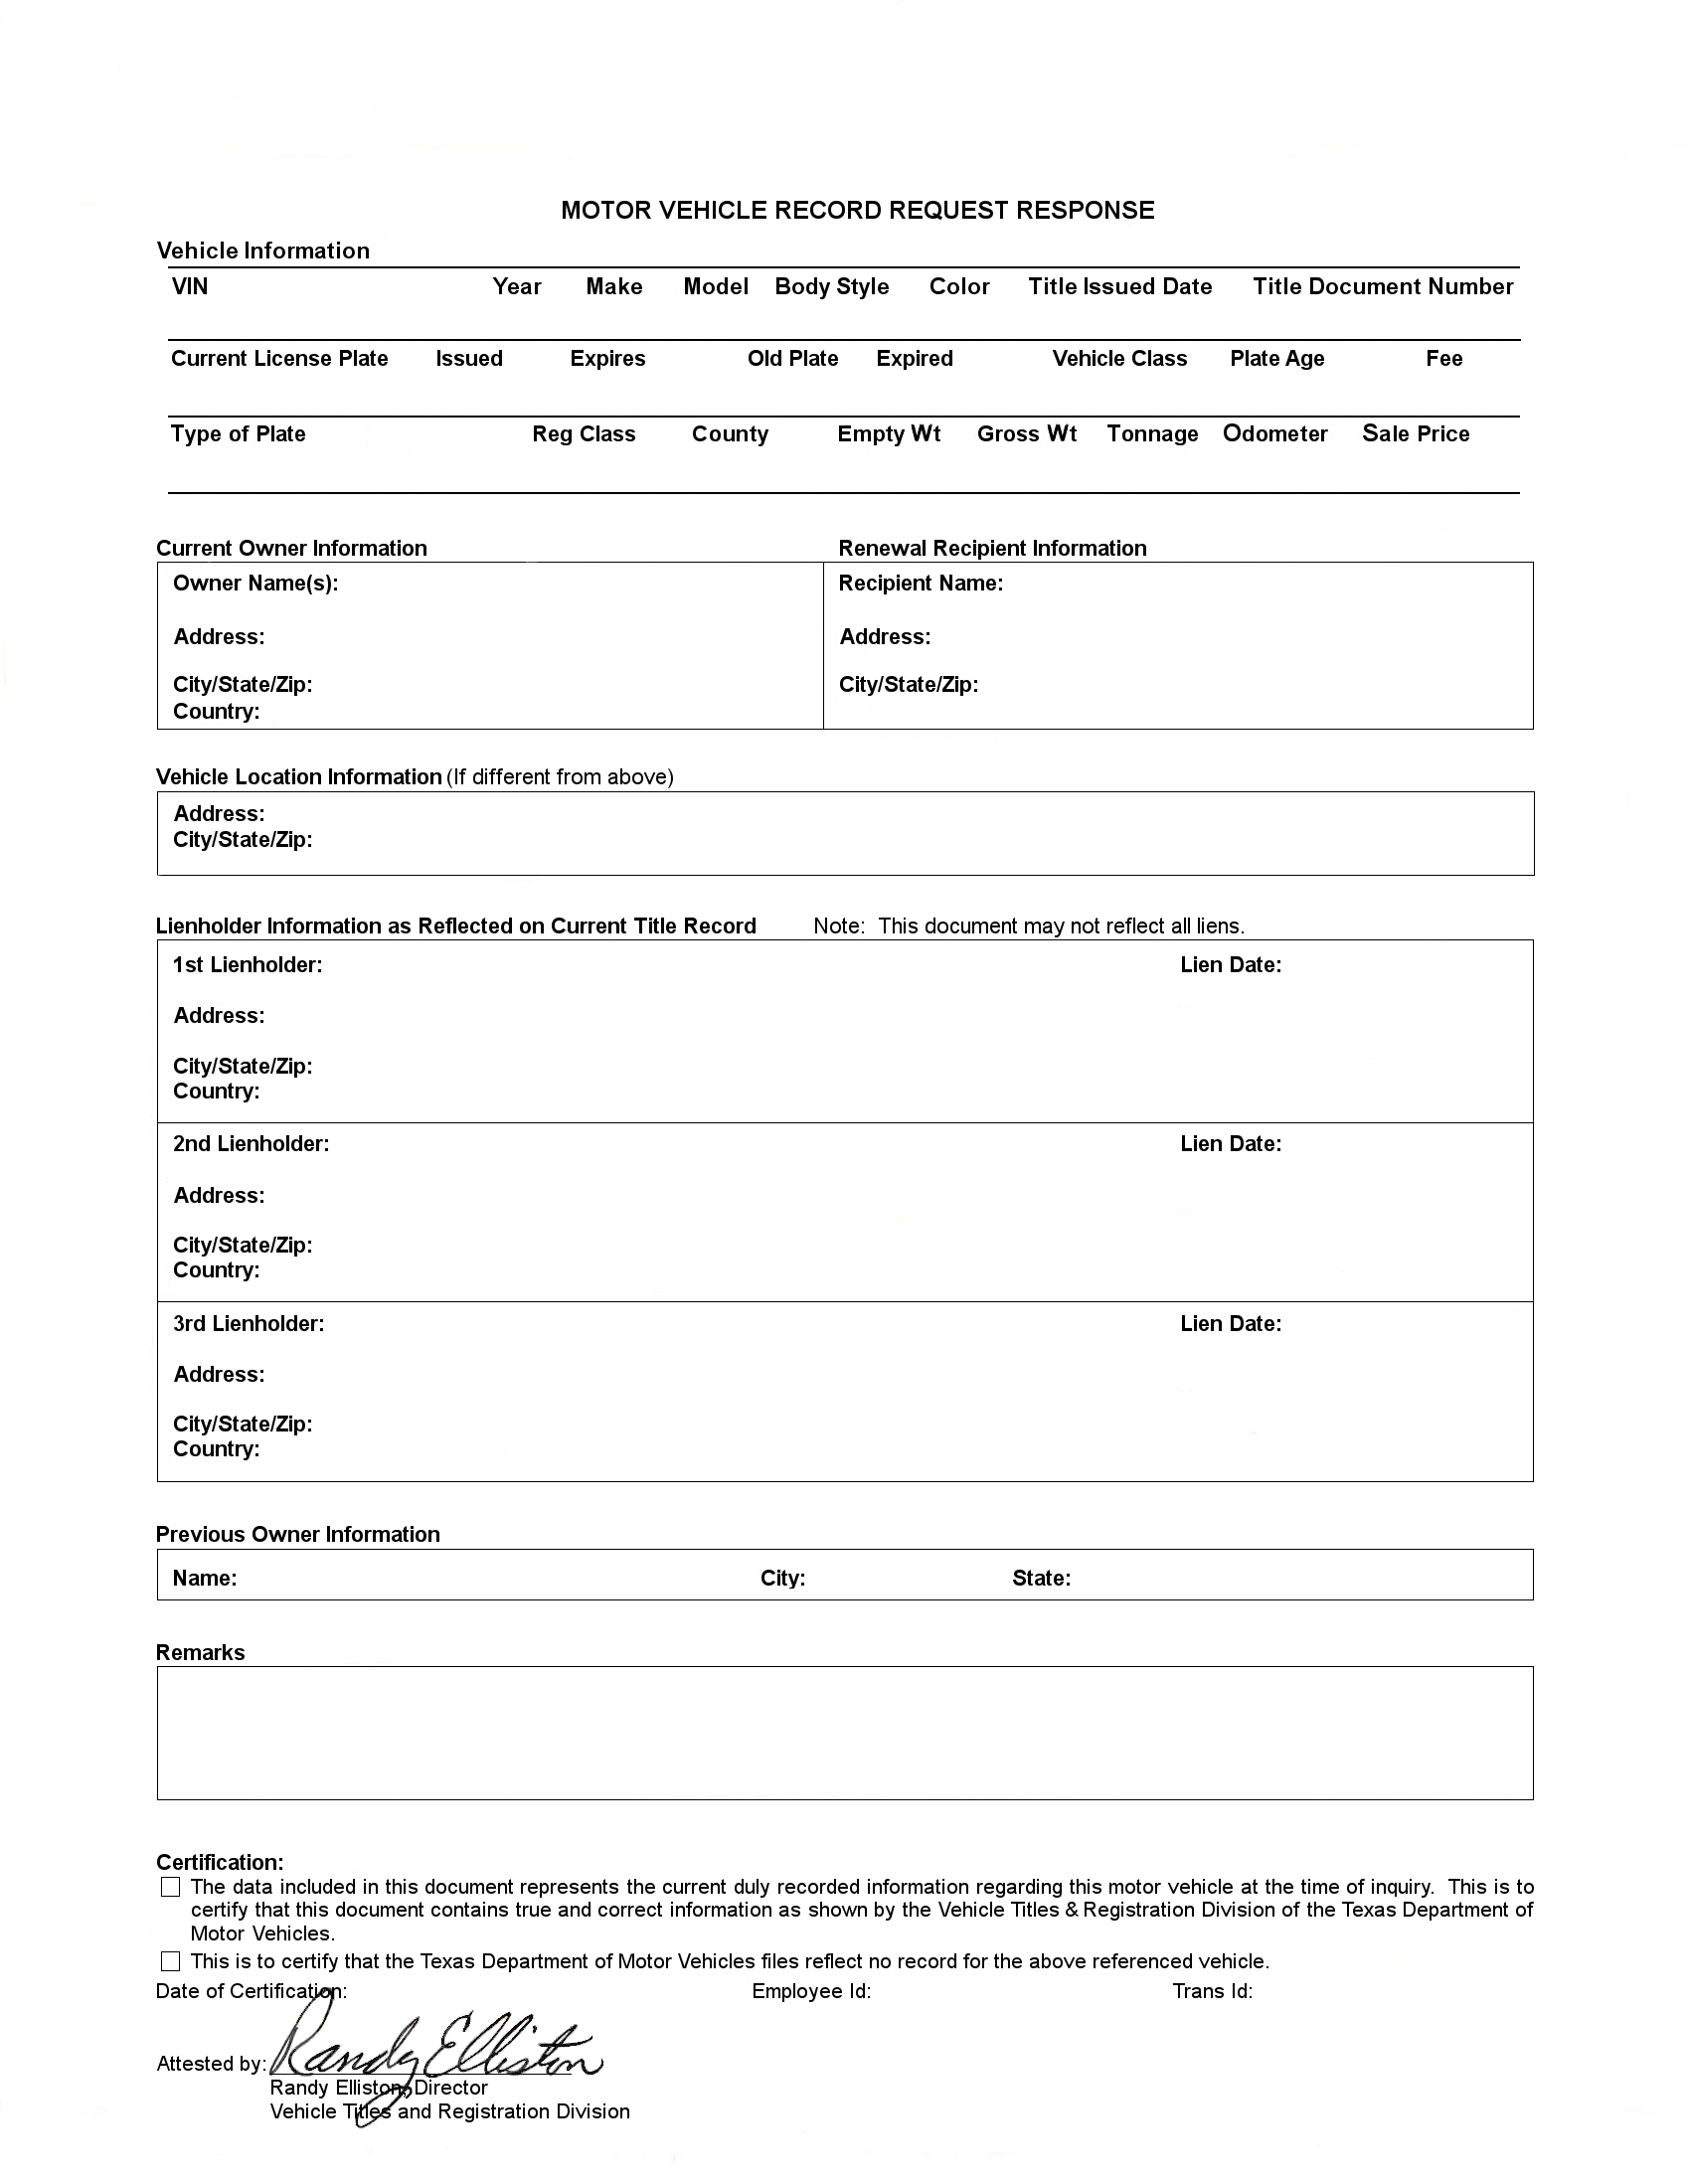 MOTOR VEHICLE RECORD REQUEST RESPONSE
Vehicle Information
VIN Year Make Model Body Style Color Title Issued Date Title Document Number
Current License Plate Issued Expires Old Plate Expired Vehicle Class Plate Age Fee
Type of Plate Reg Class County Empty Wt Gross Wt Tonnage Odometer Sale Price
Current Owner Information Renewal Recipient Information
Owner Name(s): Recipient Name:
Address: Address:
City/State/Zip: City/State/Zip:
Country:
Vehicle Location Information (If different from above)
Address:
City/State/Zip:
Lienholder Information as Reflected on Current Title Record Note: This document may not reflect all liens.
1st Lienholder: Lien Date:
Address:
City/State/Zip:
Country:
2nd Lienholder: Lien Date:
Address:
City/State/Zip:
Country:
3rd Lienholder: Lien Date:
Address:
City/State/Zip:
Country:
Previous Owner Information
Name: City: State:
Remarks
Certification:
The data included in this document represents the current duly recorded information regarding this motor vehicle at the time of inquiry. This is to
certify that this document contains true and correct information as shown by the Vehicle Titles & Registration Division of the Texas Department of
Motor Vehicles.
This is to certify that the Texas Department of Motor Vehicles files reflect no record for the above referenced vehicle.
Date of Certification: Employee Id: Trans Id:
Attested by: Randy Elliston
Randy Elliston, Director
Vehicle Titles and Registration Division